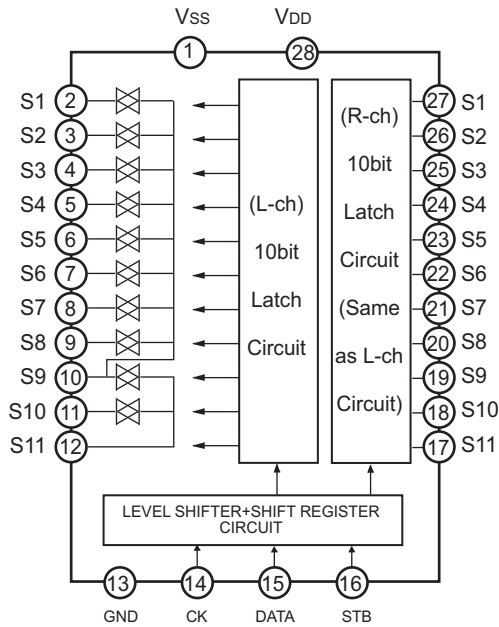 VSS VDD
1 28
S1 2 27 S1
S2 3 26 S2
S3 4 25 S3
S4 5 24 S4
S5 6 23 S5
S6 7 22 S6
S7 8 21 S7
S8 9 20 S8
S9 10 19 S9
S10 11 18 S10
S11 12 17 S11
(L-ch)
10bit
Latch
Circuit
(R-ch)
10bit
Latch
Circuit
(Same
as L-ch
Circuit)
LEVEL SHIFTER+SHIFT REGISTER
CIRCUIT
13 14 15 16
GND CK DATA STB